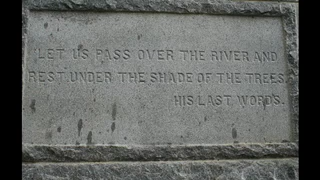 LET US PASS OVER THE RIVER AND
REST UNDER THE SHADE OF THE TREES
HIS LAST WORDS.